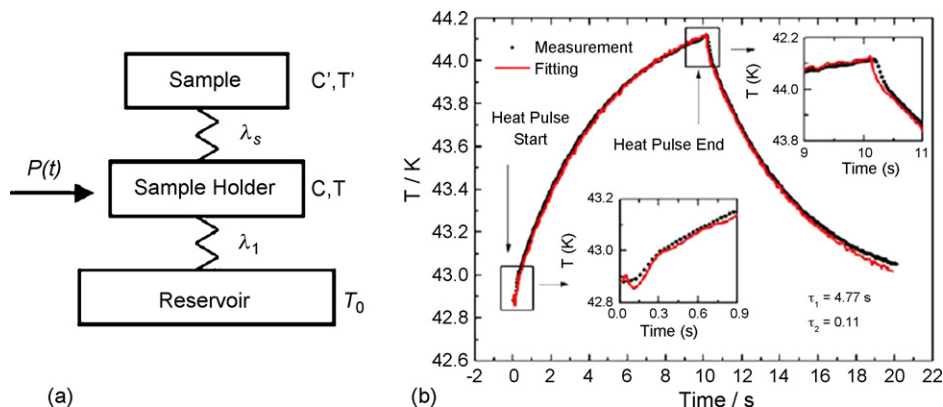 Sample
C',T'
λs
P(t)
Sample Holder
C,T
λ1
Reservoir
T0
(a)
T / K
44.2
44.0
43.8
43.6
43.4
43.2
43.0
42.8
42.6
-2 0 2 4 6 8 10 12 14 16 18 20 22
Time / s
(b)
Measurement
Fitting
Heat Pulse
Start
Heat Pulse End
T (K)
42.2
44.0
43.8
9 10 11
Time (s)
T (K)
43.2
43.0
42.8
0.0 0.3 0.6 0.9
Time (s)
τ1 = 4.77 s
τ2 = 0.11